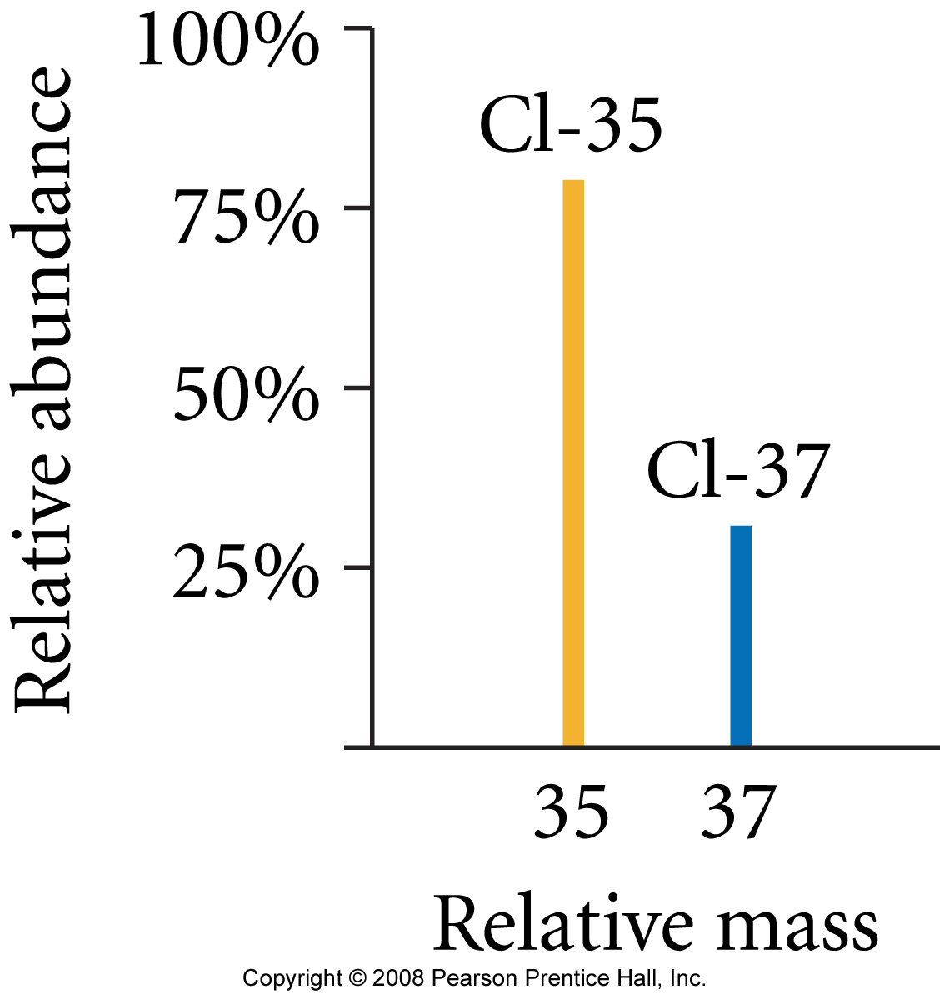 Relative abundance
100%
75%
50%
25%
Cl-35
Cl-37
35 37
Relative mass
Copyright © 2008 Pearson Prentice Hall, Inc.